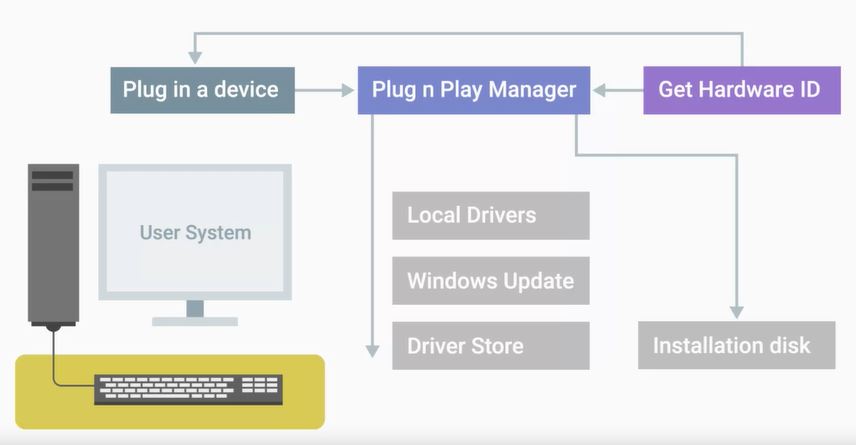 Plug in a device
Plug n Play Manager
Get Hardware ID
User System
Local Drivers
Windows Update
Driver Store
Installation disk